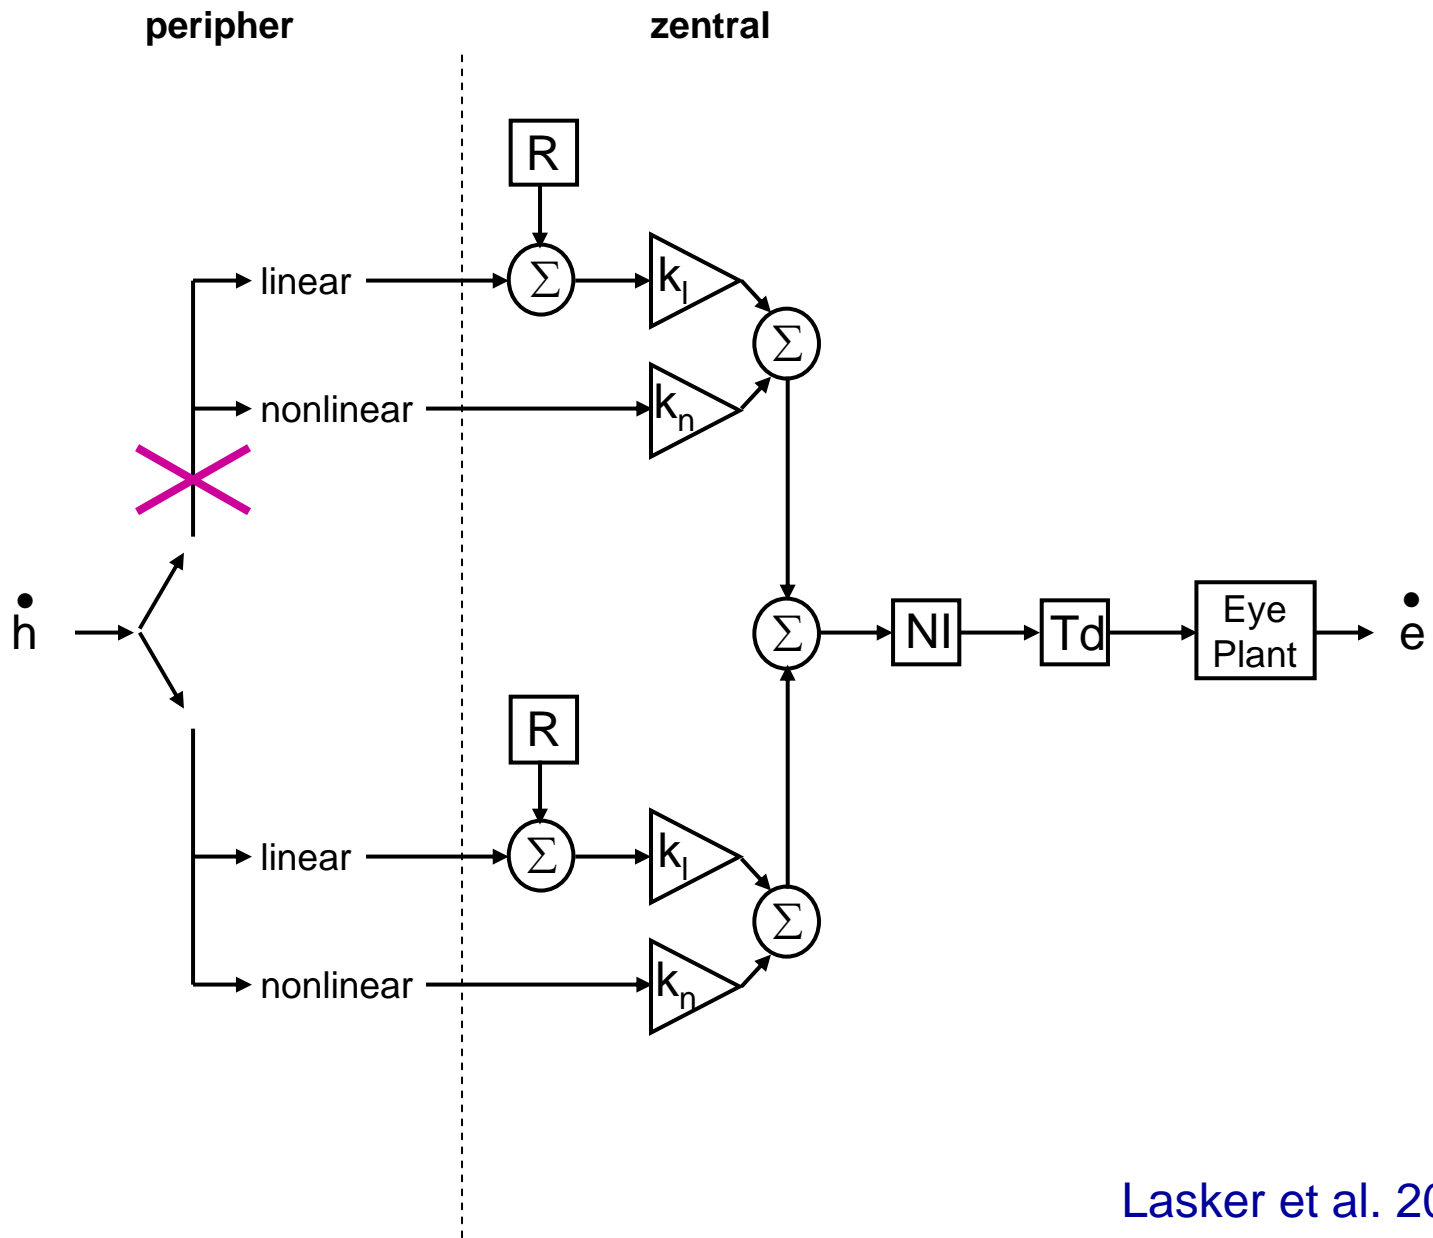 peripher
zentral
R
linear
Σ
kl
Σ
nonlinear
kn
ḣ
Σ
NI
Td
Eye
Plant
ė
R
linear
Σ
kl
Σ
nonlinear
kn
Lasker et al.